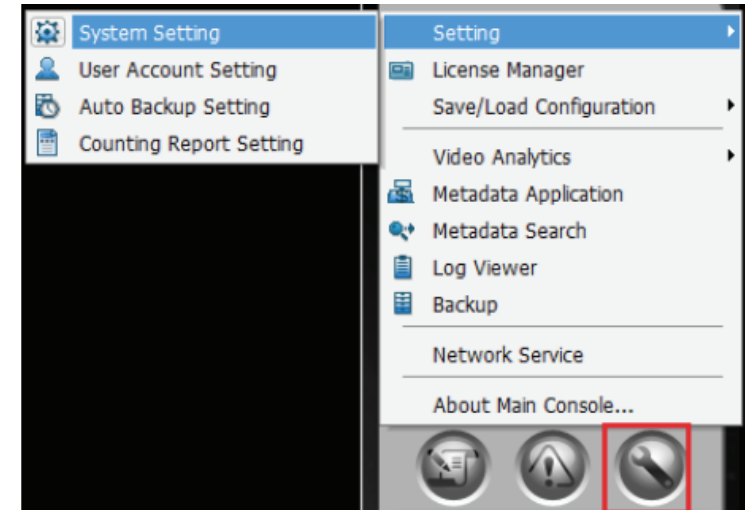 System Setting
User Account Setting
Auto Backup Setting
Counting Report Setting
Setting
License Manager
Save/Load Configuration
Video Analytics
Metadata Application
Metadata Search
Log Viewer
Backup
Network Service
About Main Console...